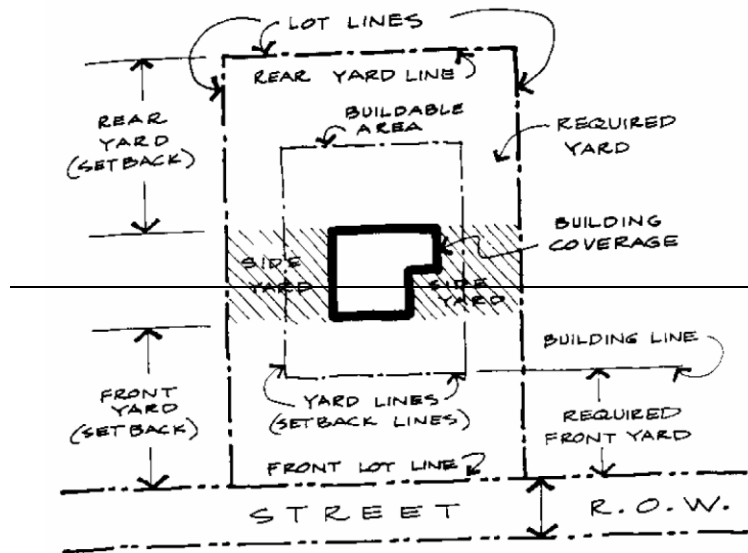 LOT LINES
REAR YARD LINE
BUILDABLE
AREA
REAR
YARD
(SETBACK)
REQUIRED
YARD
BUILDING
COVERAGE
SIDE
YARD
SIDE
YARD
BUILDING LINE
FRONT
YARD
(SETBACK)
YARD LINES
(SETBACK LINES)
REQUIRED
FRONT YARD
FRONT LOT LINE
STREET
R.O.W.